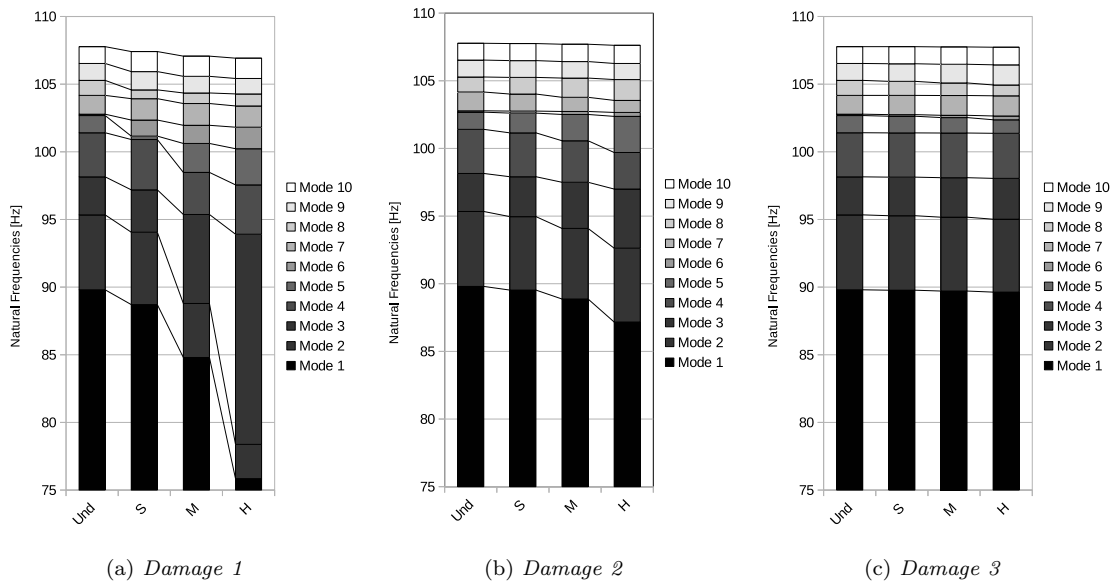 Natural Frequencies [Hz]
110
105
100
95
90
85
80
75
Und
S
M
H
Mode 10
Mode 9
Mode 8
Mode 7
Mode 6
Mode 5
Mode 4
Mode 3
Mode 2
Mode 1
(a) Damage 1
Natural Frequencies [Hz]
110
105
100
95
90
85
80
75
Und
S
M
H
Mode 10
Mode 9
Mode 8
Mode 7
Mode 6
Mode 5
Mode 4
Mode 3
Mode 2
Mode 1
(b) Damage 2
Natural Frequencies [Hz]
110
105
100
95
90
85
80
75
Und
S
M
H
Mode 10
Mode 9
Mode 8
Mode 7
Mode 6
Mode 5
Mode 4
Mode 3
Mode 2
Mode 1
(c) Damage 3